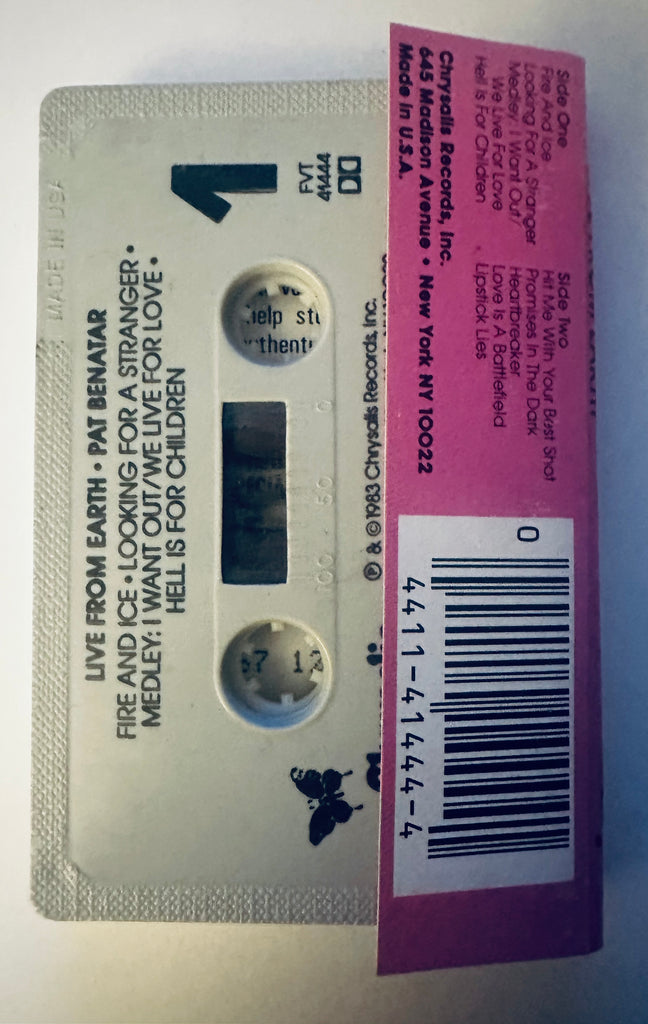 MADE IN USA
LIVE FROM EARTH • PAT BENATAR
FIRE AND ICE • LOOKING FOR A STRANGER •
MEDLEY: I WANT OUT/WE LIVE FOR LOVE •
HELL IS FOR CHILDREN
1
FVT
41444
help
100 50 0
℗ & © 1983 Chrysalis Records, Inc.
Side One
Fire And Ice
Looking For A Stranger
Medley: I Want Out/
We Live For Love
Hell Is For Children
Side Two
Hit Me With Your Best Shot
Promises In The Dark
Heartbreaker
Love Is A Battlefield
Lipstick Lies
Chrysalis Records, Inc.
645 Madison Avenue • New York NY 10022
Made in U.S.A.
0
4411-41444-4